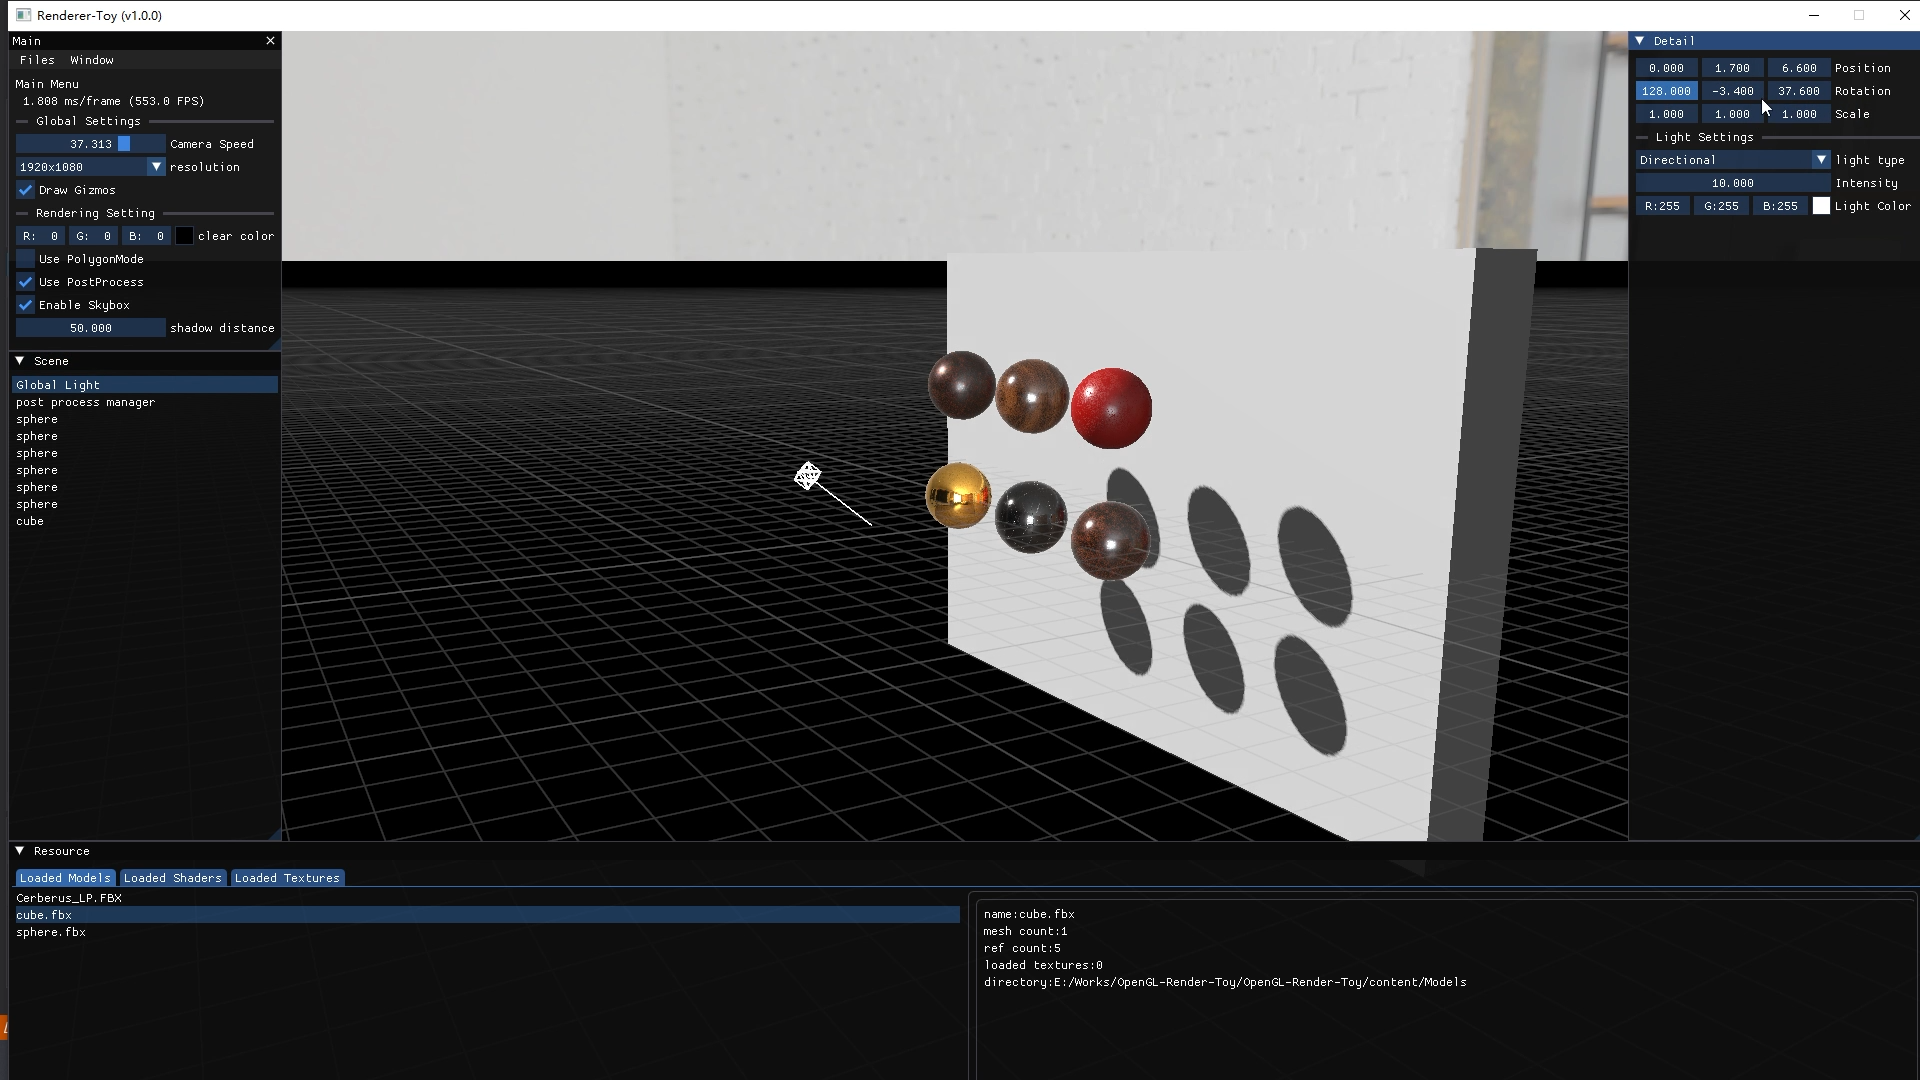 Renderer-Toy (v1.0.0)
Main
Files Window
Main Menu
1.808 ms/frame (553.0 FPS)
Global Settings
37.313 Camera Speed
1920x1080 resolution
Draw Gizmos
Rendering Setting
R: 0 G: 0 B: 0 clear color
Use PolygonMode
Use PostProcess
Enable Skybox
50.000 shadow distance
Scene
Global Light
post process manager
sphere
sphere
sphere
sphere
sphere
sphere
cube
Detail
0.000 1.700 6.600 Position
128.000 -3.400 37.600 Rotation
1.000 1.000 1.000 Scale
Light Settings
Directional light type
10.000 Intensity
R:255 G:255 B:255 Light Color
Resource
Loaded Models Loaded Shaders Loaded Textures
Cerberus_LP.FBX
cube.fbx
sphere.fbx
name:cube.fbx
mesh count:1
ref count:5
loaded textures:0
directory:E:/Works/OpenGL-Render-Toy/OpenGL-Render-Toy/content/Models